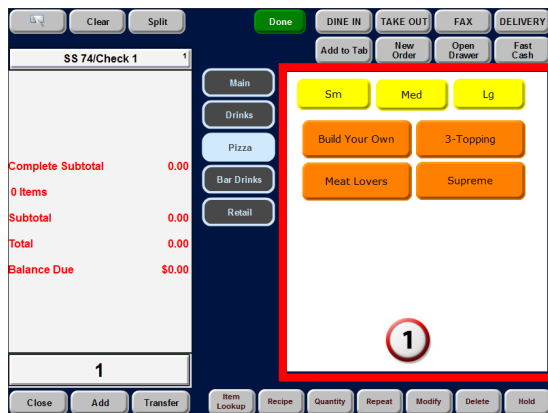 Clear
Split
Done
DINE IN
TAKE OUT
FAX
DELIVERY
Add to Tab
New
Order
Open
Drawer
Fast
Cash
SS 74/Check 1
1
Main
Drinks
Pizza
Bar Drinks
Retail
Sm
Med
Lg
Build Your Own
3-Topping
Meat Lovers
Supreme
Complete Subtotal 0.00
0 Items
Subtotal 0.00
Total 0.00
Balance Due $0.00
1
1
Close
Add
Transfer
Item
Lookup
Recipe
Quantity
Repeat
Modify
Delete
Hold